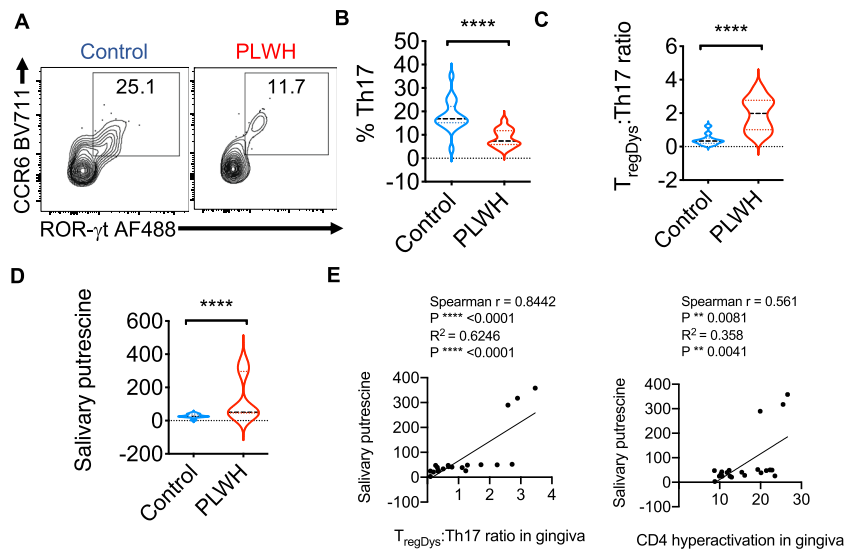 A
Control
PLWH
25.1
11.7
CCR6 BV711
ROR-γt AF488
B
****
% Th17
50
40
30
20
10
0
-10
Control
PLWH
C
****
TregDys:Th17 ratio
6
4
2
0
-2
Control
PLWH
D
****
Salivary putrescine
600
400
200
0
-200
Control
PLWH
E
Spearman r = 0.8442
P **** <0.0001
R² = 0.6246
P **** <0.0001
Salivary putrescine
400
300
200
100
0
-100
1 2 3 4
TregDys:Th17 ratio in gingiva
Spearman r = 0.561
P ** 0.0081
R² = 0.358
P ** 0.0041
Salivary putrescine
400
300
200
100
0
-100
10 20 30
CD4 hyperactivation in gingiva